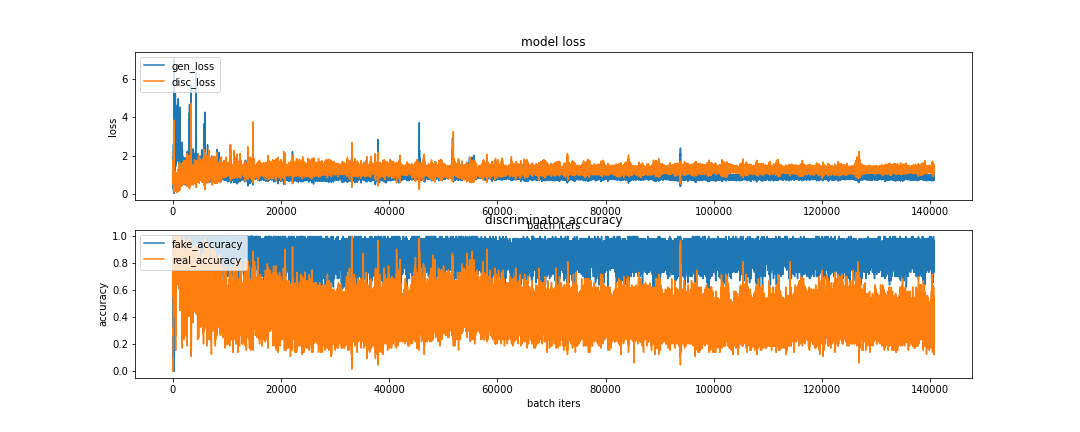 model loss
gen_loss
disc_loss
loss
6
4
2
0
0 20000 40000 60000 80000 100000 120000 140000
batch iters
discriminator accuracy
fake_accuracy
real_accuracy
accuracy
1.0
0.8
0.6
0.4
0.2
0.0
0 20000 40000 60000 80000 100000 120000 140000
batch iters